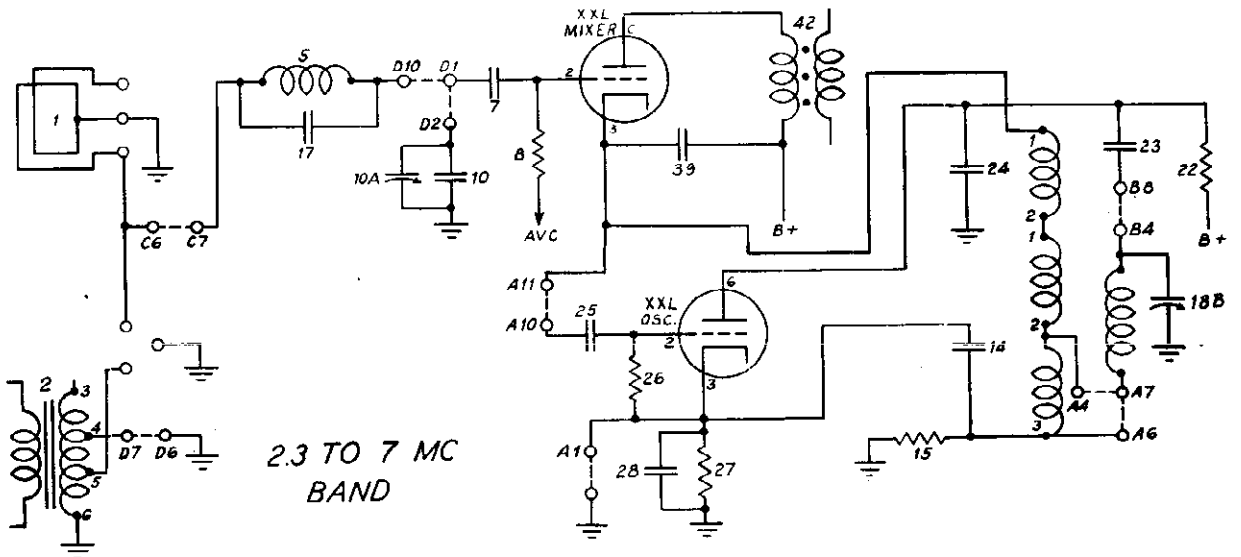 XXL
MIXER
C
42
5
D10
D1
7
2
3
1
17
D2
8
39
10A
10
AVC
B+
C6
C7
A11
A10
25
XXL
OSC.
6
2
3
26
24
1
2
1
2
3
23
22
B8
B4
B+
18B
14
A4
A7
A6
15
2
3
4
5
6
D7
D6
A1
28
27
2.3 TO 7 MC
BAND